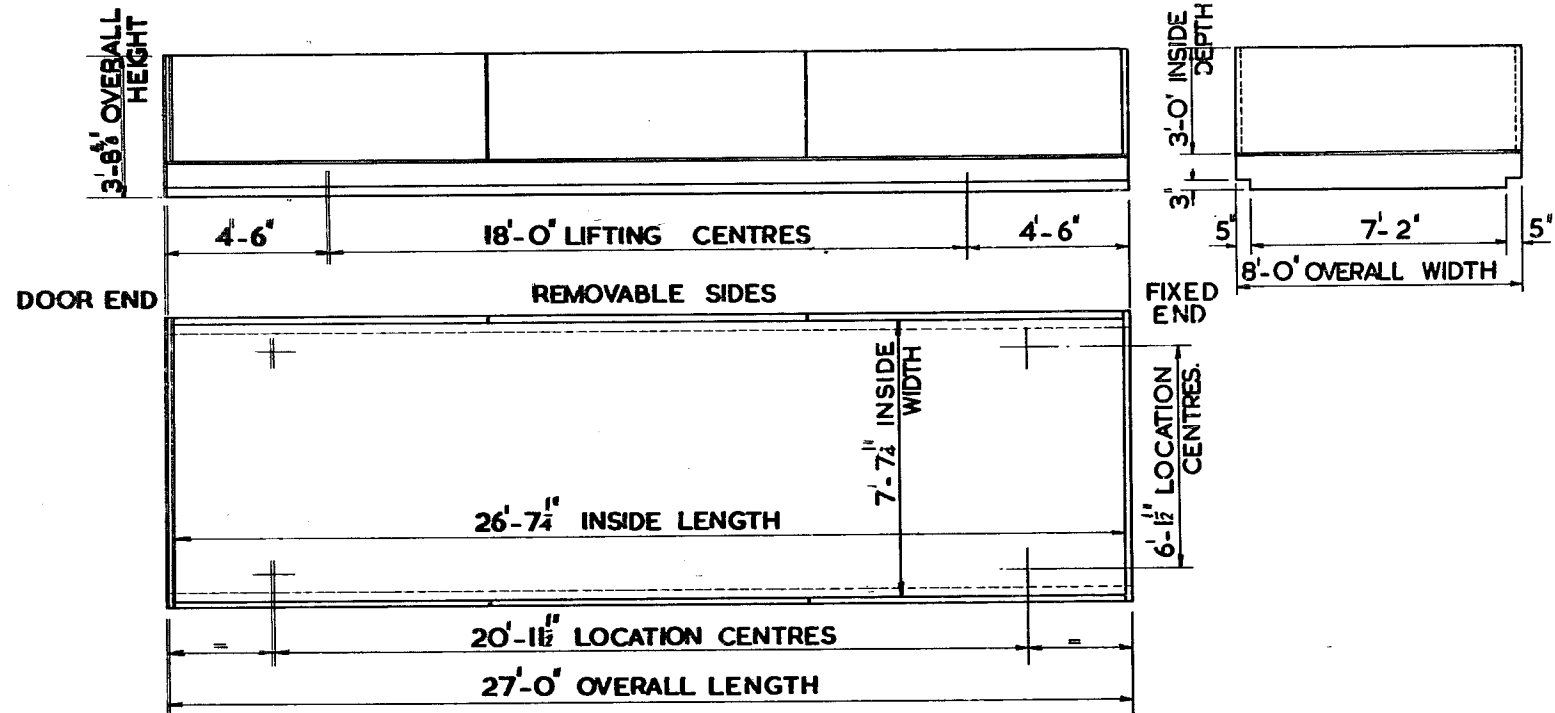 3'-8⅝" OVERALL
HEIGHT
4'-6"
18'-0" LIFTING CENTRES
4'-6"
3'-0" INSIDE
DEPTH
3"
5"
7'-2"
5"
8'-0" OVERALL WIDTH
DOOR END
REMOVABLE SIDES
FIXED
END
7'-7¼" INSIDE
WIDTH
6'-1½" LOCATION
CENTRES.
26'-7¼" INSIDE LENGTH
=
20'-11½" LOCATION CENTRES
=
27'-0" OVERALL LENGTH